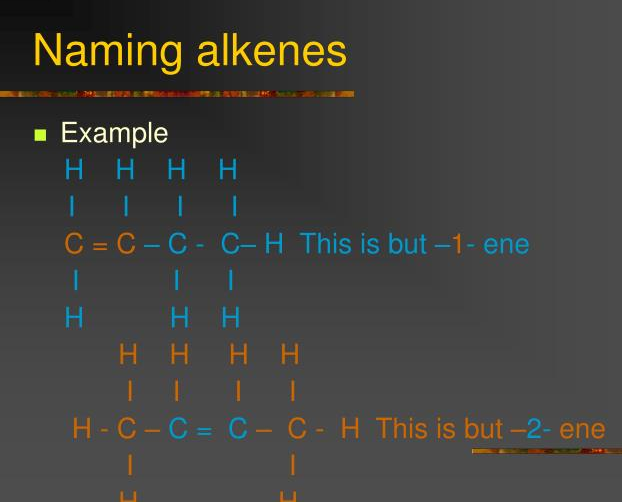 Naming alkenes
Example
H H H H
I I I I
C = C – C - C– H This is but –1- ene
I I I
H H H
H H H H
I I I I
H - C – C = C – C - H This is but –2- ene
I I
H H